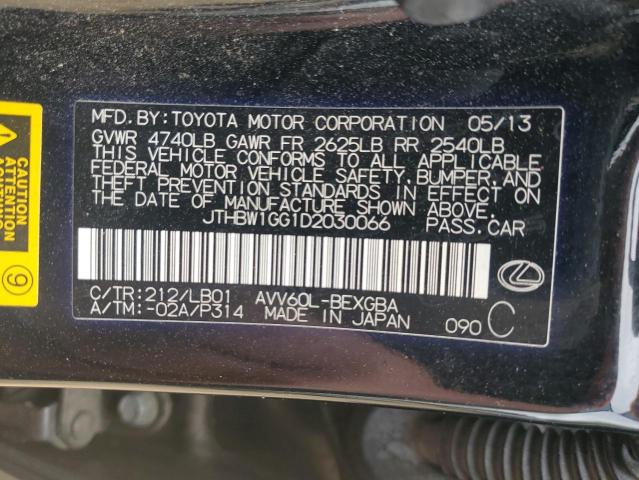 MFD. BY: TOYOTA MOTOR CORPORATION 05/13
GVWR 4740LB GAWR FR 2625LB RR 2540LB
THIS VEHICLE CONFORMS TO ALL APPLICABLE
FEDERAL MOTOR VEHICLE SAFETY, BUMPER, AND
THEFT PREVENTION STANDARDS IN EFFECT ON
THE DATE OF MANUFACTURE SHOWN ABOVE.
JTHBW1GG1D2030066 PASS.CAR
C/TR:212/LB01 AVV60L-BEXGBA
A/TM:-02A/P314 MADE IN JAPAN 090 C